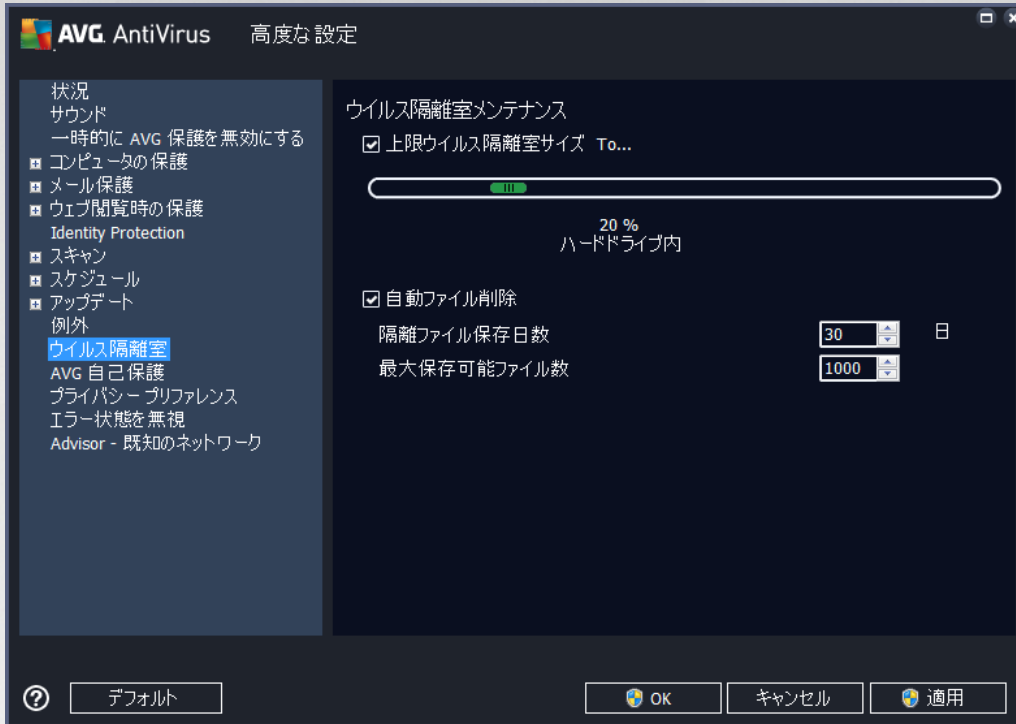 AVG. AntiVirus 高度な設定
状況
サウンド
一時的に AVG 保護を無効にする
コンピュータの保護
メール保護
ウェブ閲覧時の保護
Identity Protection
スキャン
スケジュール
アップデート
例外
ウイルス隔離室
AVG 自己保護
プライバシー プリファレンス
エラー状態を無視
Advisor - 既知のネットワーク
ウイルス隔離室メンテナンス
上限ウイルス隔離室サイズ To...
20 %
ハードドライブ内
自動ファイル削除
隔離ファイル保存日数 30 日
最大保存可能ファイル数 1000
デフォルト OK キャンセル 適用